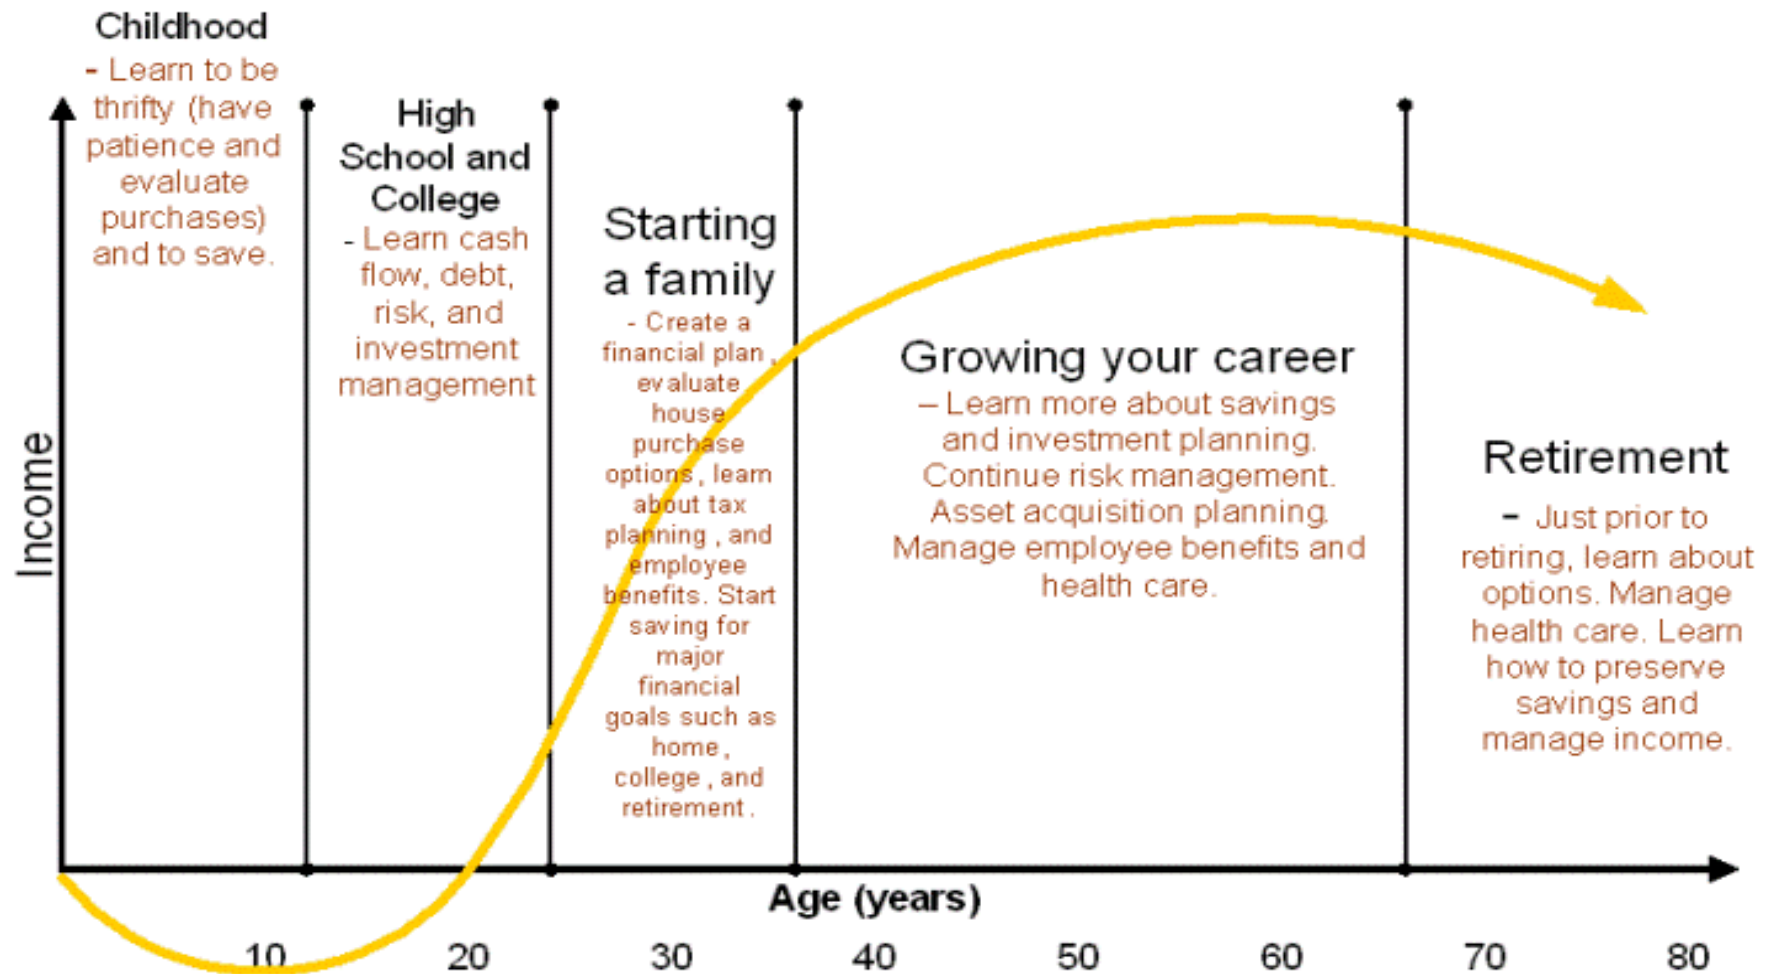 Childhood
- Learn to be
thrifty (have
patience and
evaluate
purchases)
and to save.
High
School and
College
- Learn cash
flow, debt,
risk, and
investment
management
Starting
a family
- Create a
financial plan,
evaluate
house
purchase
options, learn
about tax
planning, and
employee
benefits. Start
saving for
major
financial
goals such as
home,
college, and
retirement.
Growing your career
– Learn more about savings
and investment planning.
Continue risk management.
Asset acquisition planning.
Manage employee benefits and
health care.
Retirement
- Just prior to
retiring, learn about
options. Manage
health care. Learn
how to preserve
savings and
manage income.
Income
Age (years)
10 20 30 40 50 60 70 80